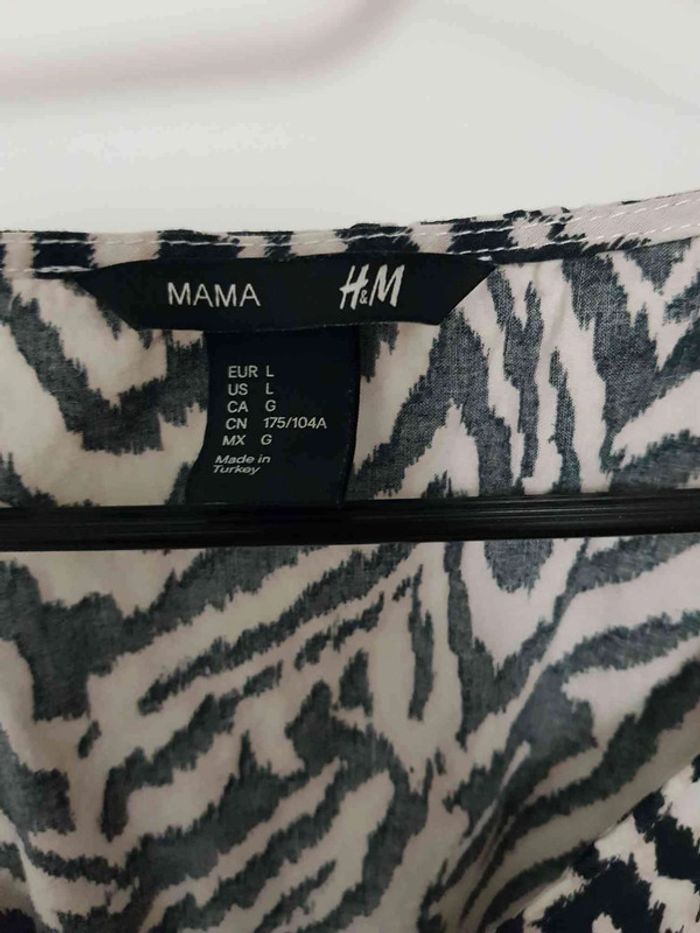 MAMA H&M
EUR L
US L
CA G
CN 175/104A
MX G
Made in
Turkey